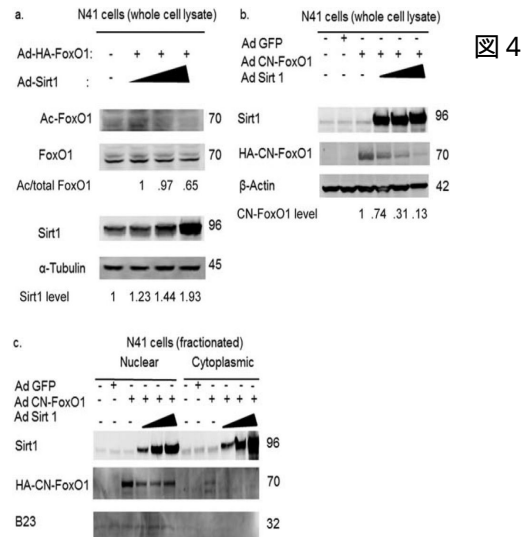 a. N41 cells (whole cell lysate)
Ad-HA-FoxO1: - + + +
Ad-Sirt1 : -
Ac-FoxO1 70
FoxO1 70
Ac/total FoxO1 1 .97 .65
Sirt1 96
α-Tubulin 45
Sirt1 level 1 1.23 1.44 1.93
b. N41 cells (whole cell lysate)
Ad GFP - + - - - -
Ad CN-FoxO1 - - + + + +
Ad Sirt 1 - - -
Sirt1 96
HA-CN-FoxO1 70
β-Actin 42
CN-FoxO1 level 1 .74 .31 .13
図 4
c. N41 cells (fractionated)
Nuclear Cytoplasmic
Ad GFP - + - - - - - + - - - -
Ad CN-FoxO1 - - + + + + - - + + + +
Ad Sirt 1 - - - - - -
Sirt1 96
HA-CN-FoxO1 70
B23 32